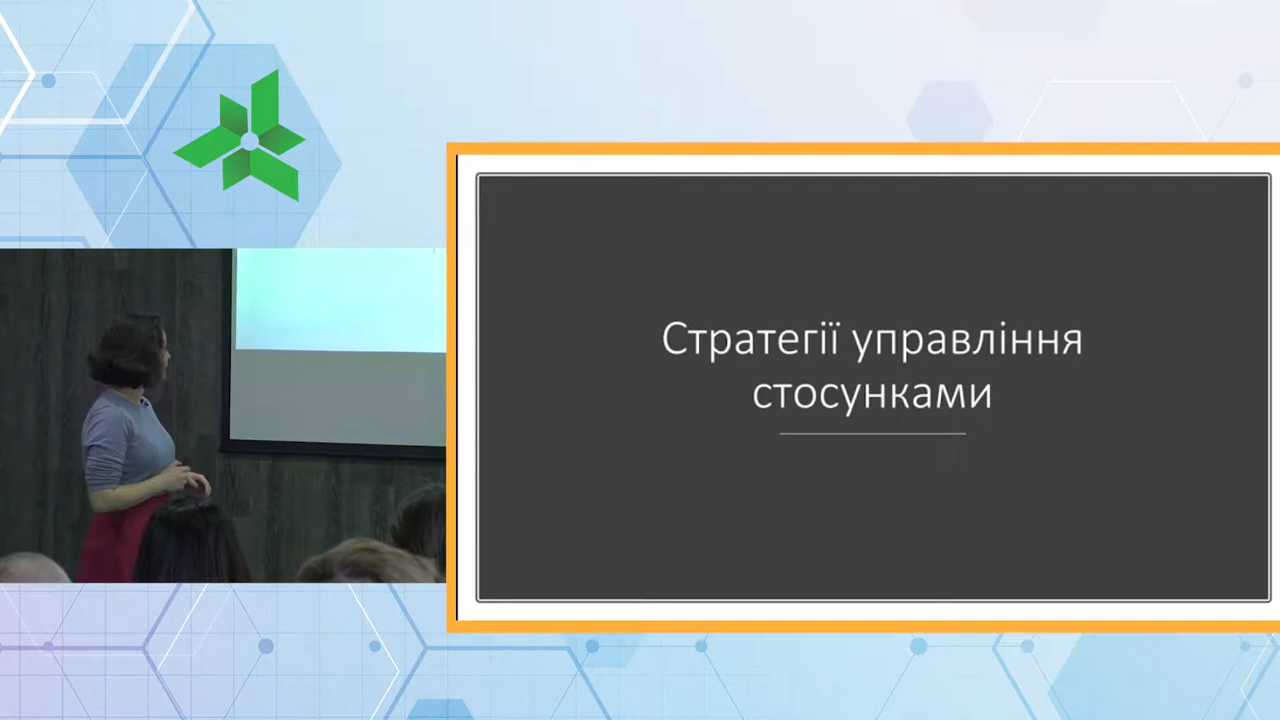 Стратегії управління
стосунками